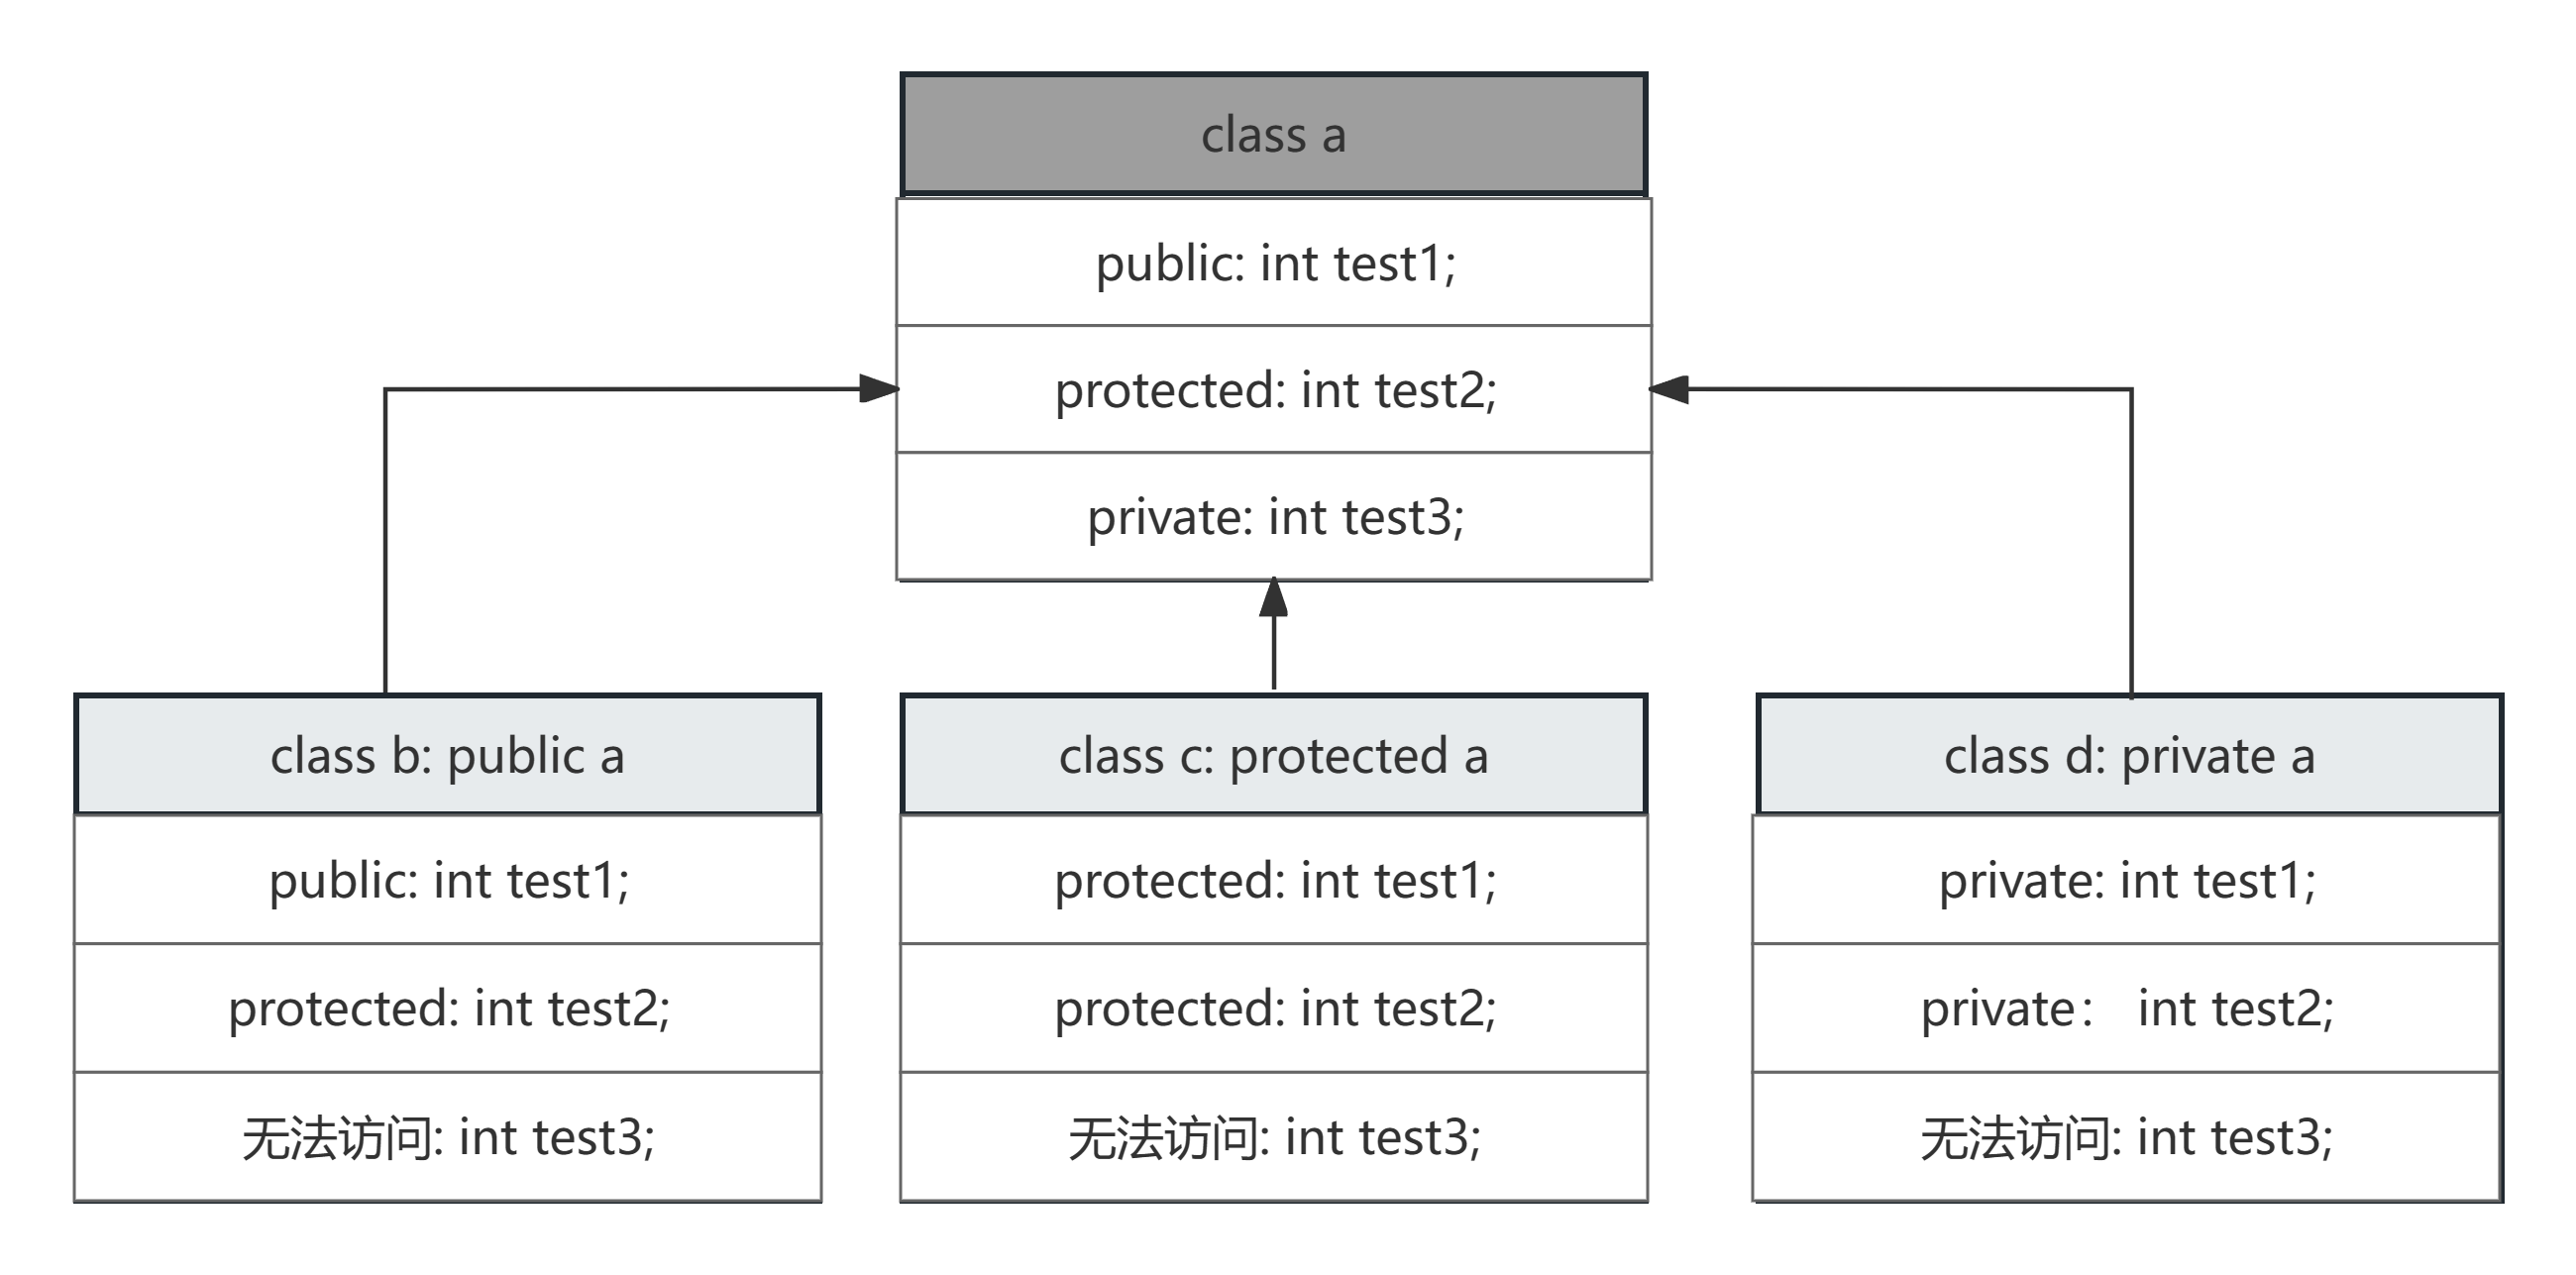 class a
public: int test1;
protected: int test2;
private: int test3;
class b: public a
public: int test1;
protected: int test2;
无法访问: int test3;
class c: protected a
protected: int test1;
protected: int test2;
无法访问: int test3;
class d: private a
private: int test1;
private： int test2;
无法访问: int test3;